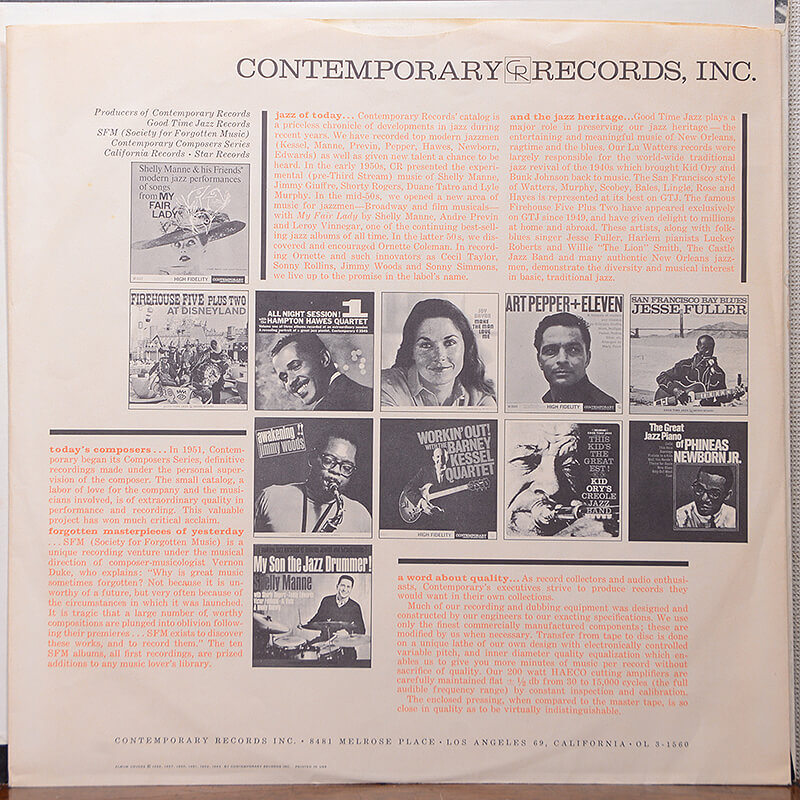 CONTEMPORARY CR RECORDS, INC.
Producers of Contemporary Records
Good Time Jazz Records
SFM (Society for Forgotten Music)
Contemporary Composers Series
California Records • Star Records
jazz of today... Contemporary Records' catalog is
a priceless chronicle of developments in jazz during
recent years. We have recorded top modern jazzmen
(Kessel, Manne, Previn, Pepper, Hawes, Newborn,
Edwards) as well as given new talent a chance to be
heard. In the early 1950s, CR presented the experi-
mental (pre-Third Stream) music of Shelly Manne,
Jimmy Giuffre, Shorty Rogers, Duane Tatro and Lyle
Murphy. In the mid-50s, we opened a new area of
music for jazzmen—Broadway and film musicals—
with My Fair Lady by Shelly Manne, Andre Previn
and Leroy Vinnegar, one of the continuing best-sell-
ing jazz albums of all time. In the latter 50's, we dis-
covered and encouraged Ornette Coleman. In record-
ing Ornette and such innovators as Cecil Taylor,
Sonny Rollins, Jimmy Woods and Sonny Simmons,
we live up to the promise in the label's name.
and the jazz heritage...Good Time Jazz plays a
major role in preserving our jazz heritage—the
entertaining and meaningful music of New Orleans,
ragtime and the blues. Our Lu Watters records were
largely responsible for the world-wide traditional
jazz revival of the 1940s which brought Kid Ory and
Bunk Johnson back to music. The San Francisco style
of Watters, Murphy, Scobey, Bales, Lingle, Rose and
Hayes is represented at its best on GTJ. The famous
Firehouse Five Plus Two have appeared exclusively
on GTJ since 1949, and have given delight to millions
at home and abroad. These artists, along with folk-
blues singer Jesse Fuller, Harlem pianists Luckey
Roberts and Willie "The Lion" Smith, The Castle
Jazz Band and many authentic New Orleans jazz-
men, demonstrate the diversity and musical interest
in basic, traditional jazz.
Shelly Manne & his Friends'
modern jazz performances
of songs
from MY
FAIR
LADY
HIGH FIDELITY CONTEMPORARY
FIREHOUSE FIVE PLUS TWO
AT DISNEYLAND
ALL NIGHT SESSION! 1
HAMPTON HAWES QUARTET
JOY
BRYAN
MAKE
THE MAN
LOVE
ME
ART PEPPER + ELEVEN
HIGH FIDELITY CONTEMPORARY
SAN FRANCISCO BAY BLUES
JESSE FULLER
awakening!!
jimmy woods
WORKIN' OUT!
WITH THE BARNEY
KESSEL
QUARTET
HIGH FIDELITY CONTEMPORARY
THIS
KID'S
THE
GREAT
EST!
KID
ORY'S
CREOLE
JAZZ
BAND
The Great
Jazz Piano
of PHINEAS
NEWBORN JR.
My Son the Jazz Drummer!
Shelly Manne
today's composers... In 1951, Contem-
porary began its Composers Series, definitive
recordings made under the personal super-
vision of the composer. The small catalog, a
labor of love for the company and the musi-
cians involved, is of extraordinary quality in
performance and recording. This valuable
project has won much critical acclaim.
forgotten masterpieces of yesterday
... SFM (Society for Forgotten Music) is a
unique recording venture under the musical
direction of composer-musicologist Vernon
Duke, who explains: "Why is great music
sometimes forgotten? Not because it is un-
worthy of a future, but very often because of
the circumstances in which it was launched.
It is tragic that a large number of worthy
compositions are plunged into oblivion follow-
ing their premieres... SFM exists to discover
these works, and to record them." The ten
SFM albums, all first recordings, are prized
additions to any music lover's library.
a word about quality... As record collectors and audio enthusi-
asts, Contemporary's executives strive to produce records they
would want in their own collections.
Much of our recording and dubbing equipment was designed and
constructed by our engineers to our exacting specifications. We use
only the finest commercially manufactured components; these are
modified by us when necessary. Transfer from tape to disc is done
on a unique lathe of our own design with electronically controlled
variable pitch, and inner diameter quality equalization which en-
ables us to give you more minutes of music per record without
sacrifice of quality. Our 200 watt HAECO cutting amplifiers are
carefully maintained flat ± ½ db from 30 to 15,000 cycles (the full
audible frequency range) by constant inspection and calibration.
The enclosed pressing, when compared to the master tape, is so
close in quality as to be virtually indistinguishable.
CONTEMPORARY RECORDS INC. • 8481 MELROSE PLACE • LOS ANGELES 69, CALIFORNIA • OL 3-1560